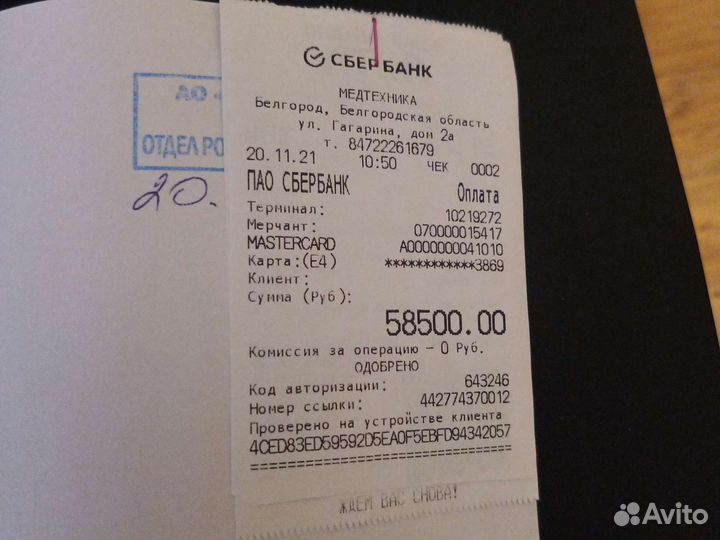 СБЕР БАНК
МЕДТЕХНИКА
Белгород, Белгородская область
ул. Гагарина, дом 2а
т. 84722261679
20.11.21 10:50 ЧЕК 0002
ПАО СБЕРБАНК Оплата
Терминал: 10219272
Мерчант: 070000015417
MASTERCARD A0000000041010
Карта:(E4) ************3869
Клиент:
Сумма (Руб):
58500.00
Комиссия за операцию – 0 Руб.
ОДОБРЕНО
Код авторизации: 643246
Номер ссылки: 442774370012
Проверено на устройстве клиента
4CED83ED59592D5EA0F5EBFD94342057
================================
ЖДЕМ ВАС СНОВА!
АО
ОТДЕЛ РО
20.
Avito